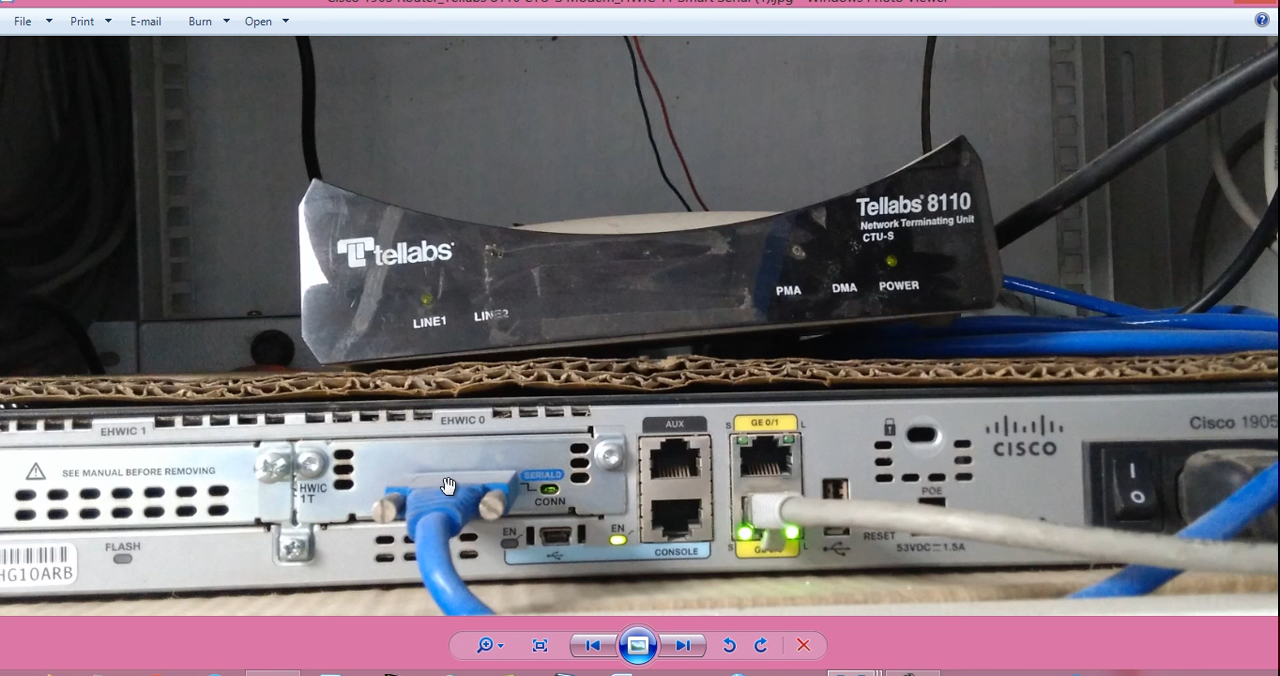 File
Print
E-mail
Burn
Open
tellabs
Tellabs 8110
Network Terminating Unit
CTU-S
LINE1
LINE2
PMA
DMA
POWER
EHWIC 1
EHWIC 0
AUX
S
GE 0/1
L
CISCO
Cisco 1905
SEE MANUAL BEFORE REMOVING
HWIC
1T
SERIAL0
CONN
EN
EN
CONSOLE
S
L
RESET
POE
53VDC 1.5A
FLASH
HG10ARB